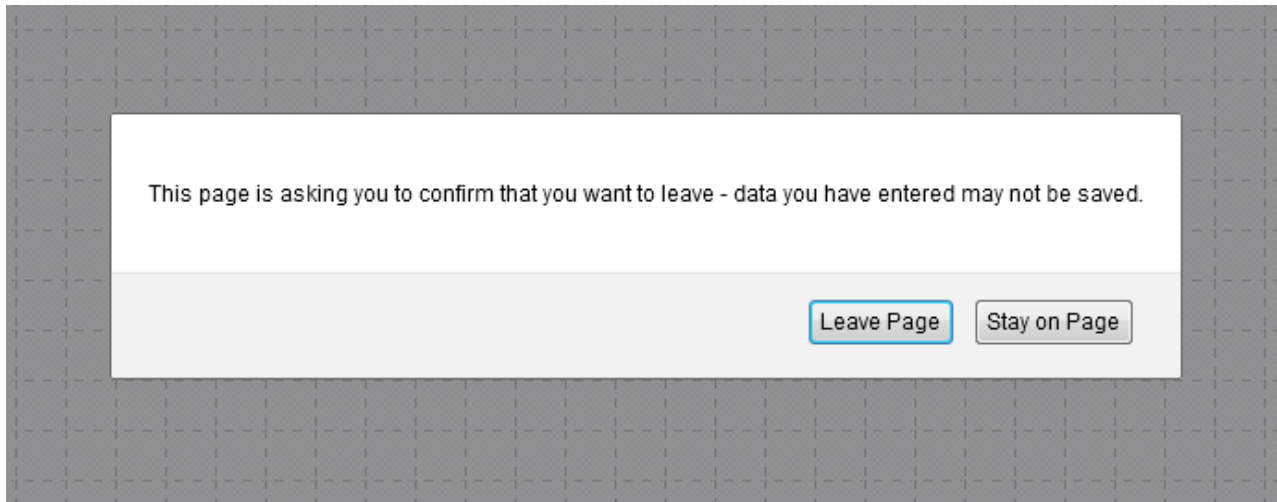 This page is asking you to confirm that you want to leave - data you have entered may not be saved.
Leave Page Stay on Page